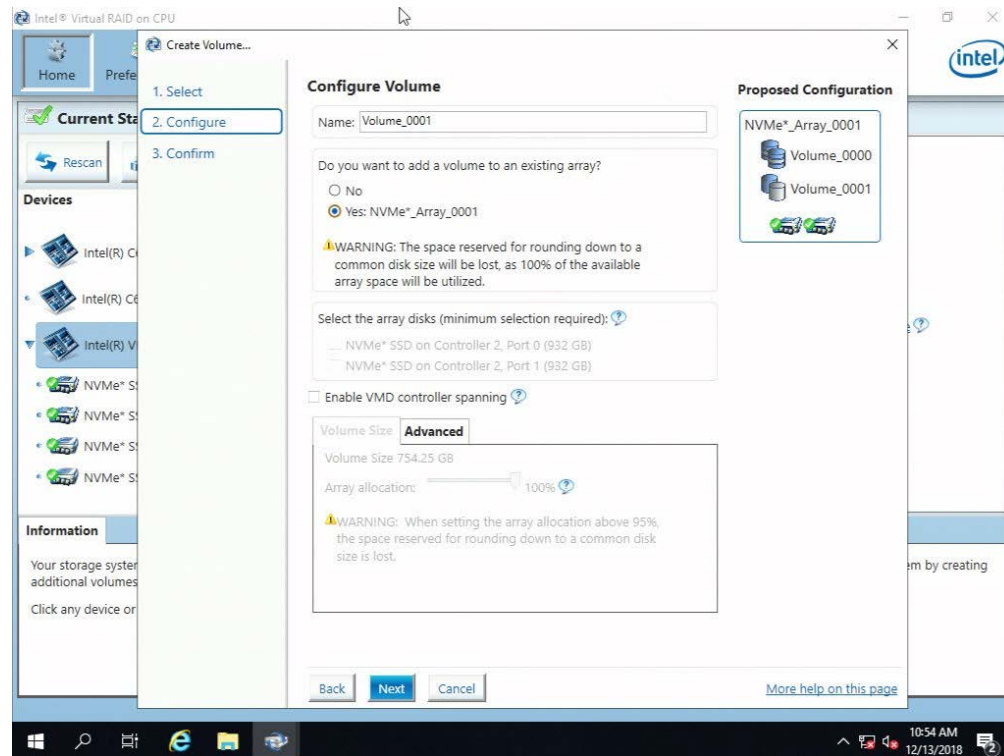 Intel® Virtual RAID on CPU
Home
Prefe
intel
Current Sta
Rescan
Devices
Intel(R) C
Intel(R) C6
Intel(R) V
NVMe* S
NVMe* S
NVMe* S
NVMe* S
Create Volume...
1. Select
2. Configure
3. Confirm
Configure Volume
Name: Volume_0001
Do you want to add a volume to an existing array?
No
Yes: NVMe*_Array_0001
WARNING: The space reserved for rounding down to a
common disk size will be lost, as 100% of the available
array space will be utilized.
Select the array disks (minimum selection required):
NVMe* SSD on Controller 2, Port 0 (932 GB)
NVMe* SSD on Controller 2, Port 1 (932 GB)
Enable VMD controller spanning
Volume Size Advanced
Volume Size 754.25 GB
Array allocation: 100%
WARNING: When setting the array allocation above 95%,
the space reserved for rounding down to a common disk
size is lost.
Back Next Cancel
More help on this page
Proposed Configuration
NVMe*_Array_0001
Volume_0000
Volume_0001
Information
Your storage system
additional volumes
Click any device or
em by creating
10:54 AM
12/13/2018
2